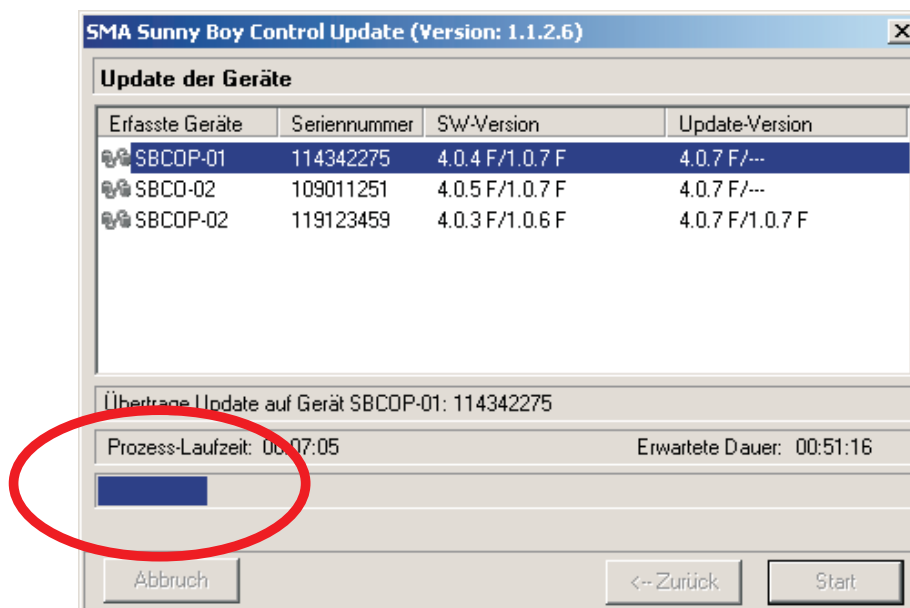 SMA Sunny Boy Control Update (Version: 1.1.2.6)
Update der Geräte
Erfasste Geräte Seriennummer SW-Version Update-Version
SBCOP-01 114342275 4.0.4 F/1.0.7 F 4.0.7 F/---
SBCO-02 109011251 4.0.5 F/1.0.7 F 4.0.7 F/---
SBCOP-02 119123459 4.0.3 F/1.0.6 F 4.0.7 F/1.0.7 F
Übertrage Update auf Gerät SBCOP-01: 114342275
Prozess-Laufzeit: 00:07:05 Erwartete Dauer: 00:51:16
Abbruch <-- Zurück Start